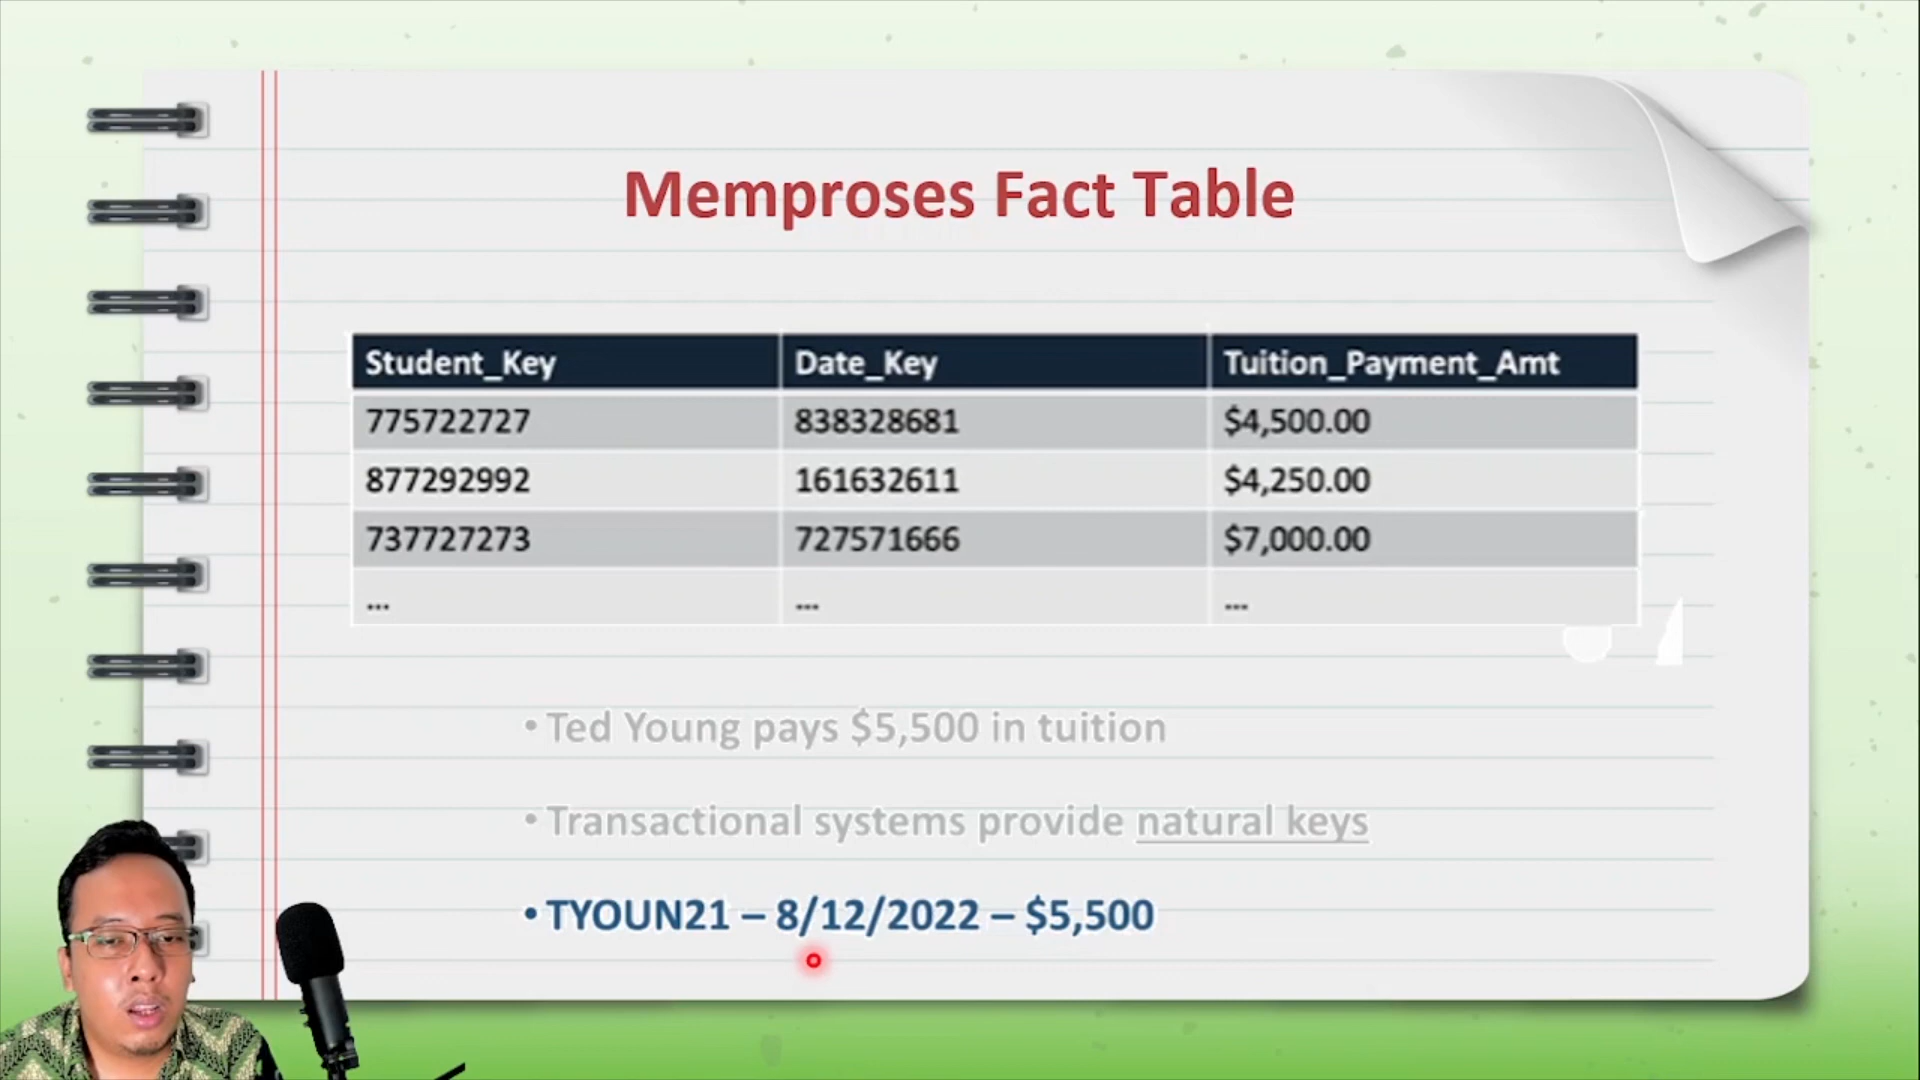 Memproses Fact Table
Student_Key Date_Key Tuition_Payment_Amt
775722727 838328681 $4,500.00
877292992 161632611 $4,250.00
737727273 727571666 $7,000.00
... ... ...
• Ted Young pays $5,500 in tuition
• Transactional systems provide natural keys
• TYOUN21 – 8/12/2022 – $5,500